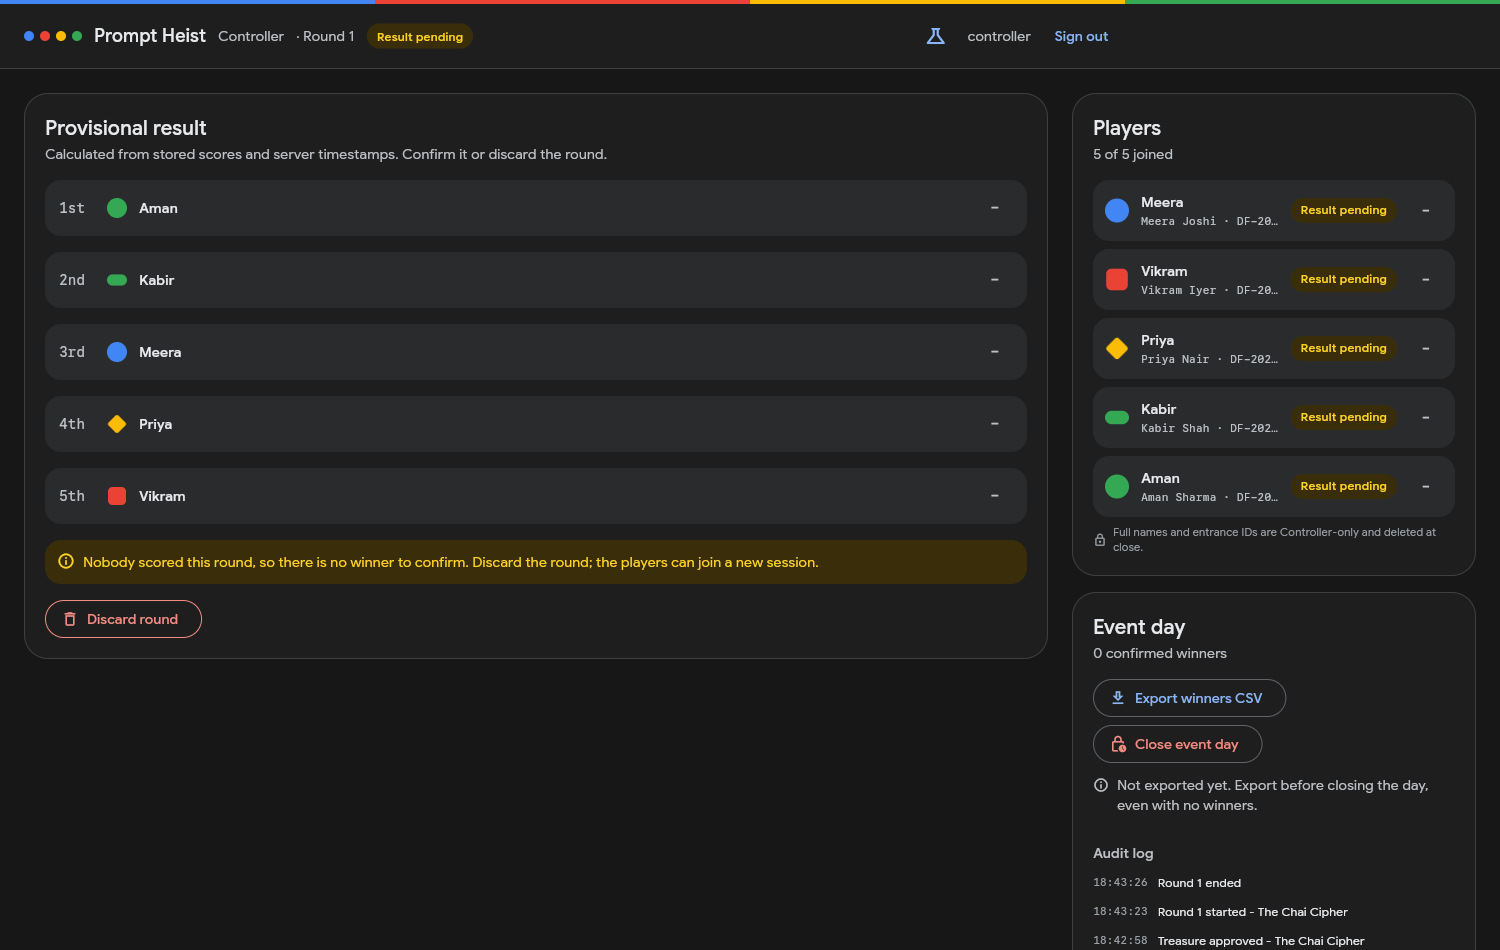 Prompt Heist Controller · Round 1 Result pending controller Sign out
Provisional result
Calculated from stored scores and server timestamps. Confirm it or discard the round.
1st Aman –
2nd Kabir –
3rd Meera –
4th Priya –
5th Vikram –
Nobody scored this round, so there is no winner to confirm. Discard the round; the players can join a new session.
Discard round
Players
5 of 5 joined
Meera
Meera Joshi · DF-20…
Result pending –
Vikram
Vikram Iyer · DF-20…
Result pending –
Priya
Priya Nair · DF-202…
Result pending –
Kabir
Kabir Shah · DF-202…
Result pending –
Aman
Aman Sharma · DF-20…
Result pending –
Full names and entrance IDs are Controller-only and deleted at
close.
Event day
0 confirmed winners
Export winners CSV
Close event day
Not exported yet. Export before closing the day,
even with no winners.
Audit log
18:43:26 Round 1 ended
18:43:23 Round 1 started - The Chai Cipher
18:42:58 Treasure approved - The Chai Cipher